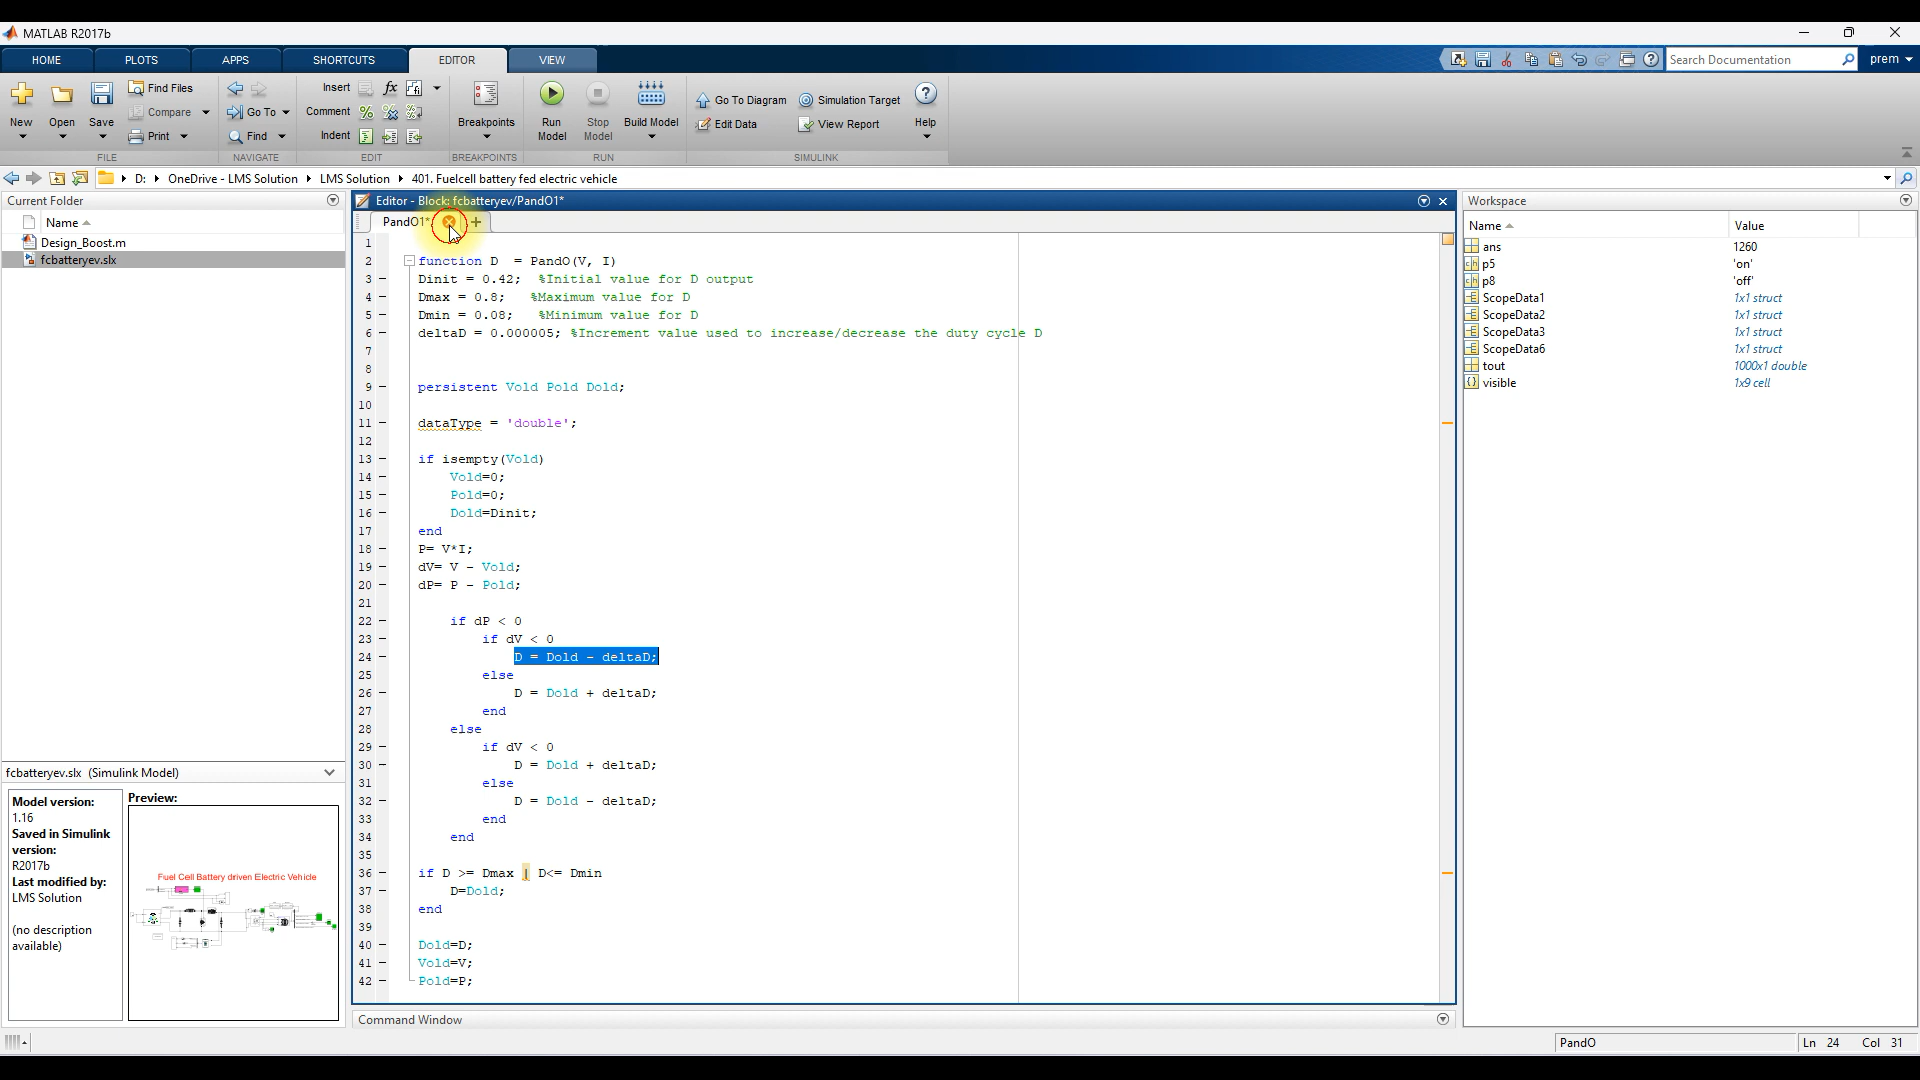 MATLAB R2017b
HOME PLOTS APPS SHORTCUTS EDITOR VIEW
Search Documentation prem
New Open Save Find Files Compare Print
Go To Find
Insert fx
Comment
Indent
Breakpoints Run Model Stop Model Build Model
Go To Diagram Simulation Target
Edit Data View Report
Help
FILE NAVIGATE EDIT BREAKPOINTS RUN SIMULINK
D: OneDrive - LMS Solution LMS Solution 401. Fuelcell battery fed electric vehicle
Current Folder
Name
Design_Boost.m
fcbatteryev.slx
fcbatteryev.slx (Simulink Model)
Model version:
1.16
Saved in Simulink
version:
R2017b
Last modified by:
LMS Solution
(no description
available)
Preview:
Fuel Cell Battery driven Electric Vehicle
Editor - Block: fcbatteryev/PandO1*
PandO1*
1
2 function D = PandO(V, I)
3 - Dinit = 0.42; %Initial value for D output
4 - Dmax = 0.8; %Maximum value for D
5 - Dmin = 0.08; %Minimum value for D
6 - deltaD = 0.000005; %Increment value used to increase/decrease the duty cycle D
7
8
9 - persistent Vold Pold Dold;
10
11 - dataType = 'double';
12
13 - if isempty(Vold)
14 - Vold=0;
15 - Pold=0;
16 - Dold=Dinit;
17 end
18 - P= V*I;
19 - dV= V - Vold;
20 - dP= P - Pold;
21
22 - if dP < 0
23 - if dV < 0
24 - D = Dold - deltaD;
25 else
26 - D = Dold + deltaD;
27 end
28 else
29 - if dV < 0
30 - D = Dold + deltaD;
31 else
32 - D = Dold - deltaD;
33 end
34 end
35
36 - if D >= Dmax | D<= Dmin
37 - D=Dold;
38 end
39
40 - Dold=D;
41 - Vold=V;
42 - Pold=P;
Command Window
Workspace
Name Value
ans 1260
p5 'on'
p8 'off'
ScopeData1 1x1 struct
ScopeData2 1x1 struct
ScopeData3 1x1 struct
ScopeData6 1x1 struct
tout 1000x1 double
visible 1x9 cell
PandO Ln 24 Col 31